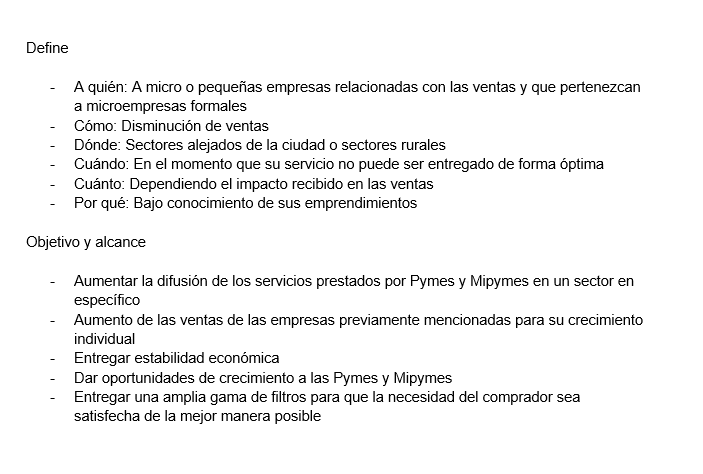 Define
- A quién: A micro o pequeñas empresas relacionadas con las ventas y que pertenezcan
a microempresas formales
- Cómo: Disminución de ventas
- Dónde: Sectores alejados de la ciudad o sectores rurales
- Cuándo: En el momento que su servicio no puede ser entregado de forma óptima
- Cuánto: Dependiendo el impacto recibido en las ventas
- Por qué: Bajo conocimiento de sus emprendimientos
Objetivo y alcance
- Aumentar la difusión de los servicios prestados por Pymes y Mipymes en un sector en
específico
- Aumento de las ventas de las empresas previamente mencionadas para su crecimiento
individual
- Entregar estabilidad económica
- Dar oportunidades de crecimiento a las Pymes y Mipymes
- Entregar una amplia gama de filtros para que la necesidad del comprador sea
satisfecha de la mejor manera posible